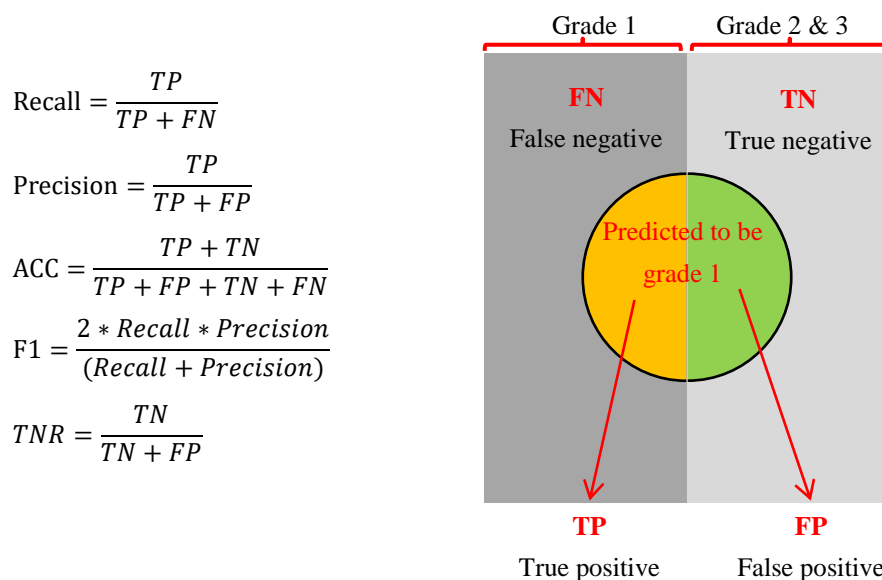 Recall = TP / (TP + FN)
Precision = TP / (TP + FP)
ACC = (TP + TN) / (TP + FP + TN + FN)
F1 = 2 * Recall * Precision / (Recall + Precision)
TNR = TN / (TN + FP)
Grade 1 Grade 2 & 3
FN TN
False negative True negative
Predicted to be
grade 1
TP FP
True positive False positive